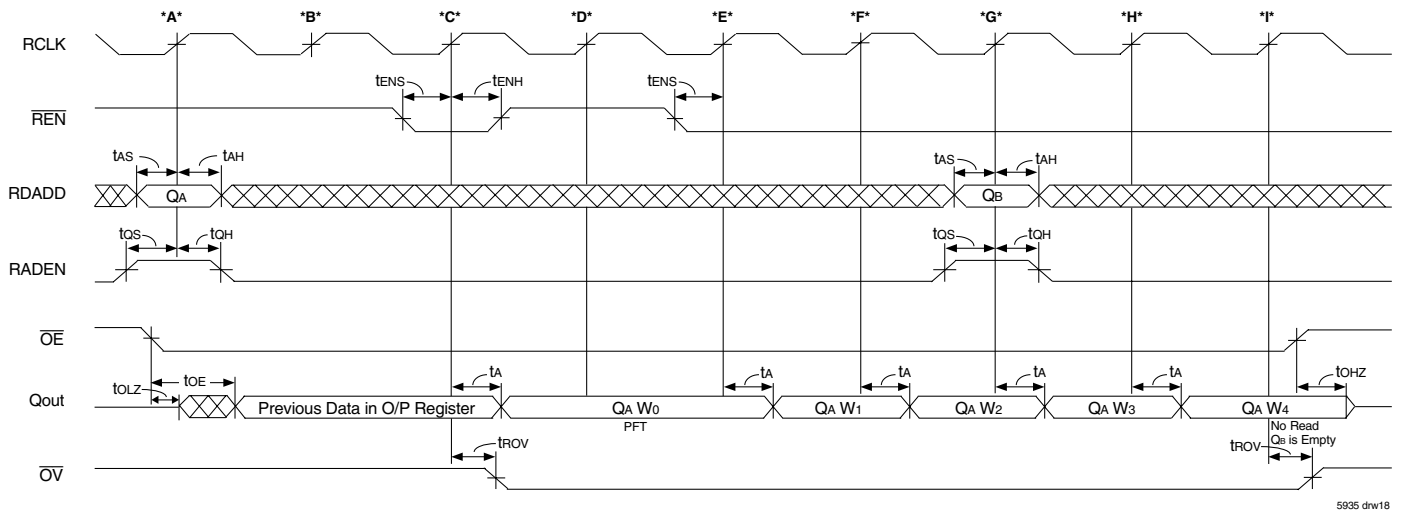 *A* *B* *C* *D* *E* *F* *G* *H* *I*
RCLK
tENS tENH tENS
REN
tAS tAH tAS tAH
RDADD QA QB
tQS tQH tQS tQH
RADEN
OE
tOLZ tOE tA tA tA tA tA tOHZ
Qout Previous Data in O/P Register QA W0 QA W1 QA W2 QA W3 QA W4
PFT No Read
QB is Empty
tROV tROV
OV
5935 drw18